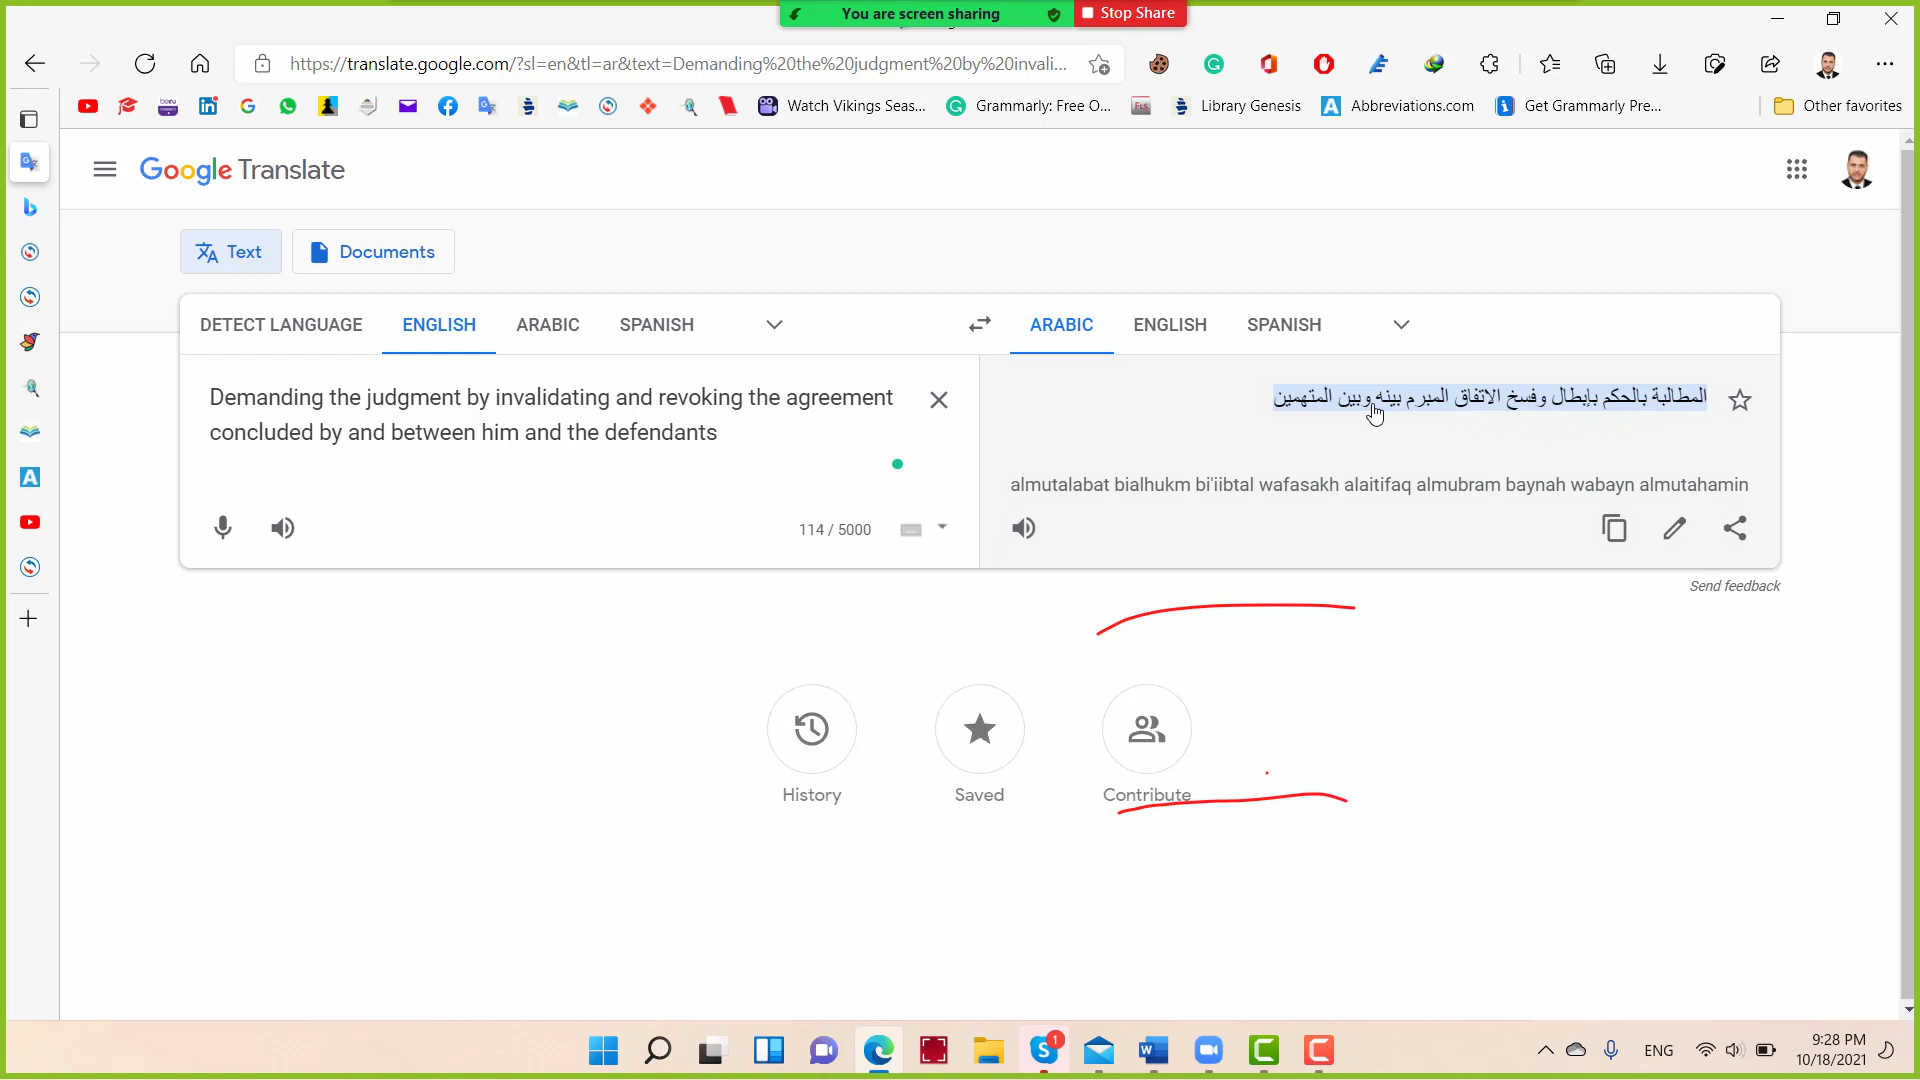 You are screen sharing
Stop Share
https://translate.google.com/?sl=en&tl=ar&text=Demanding%20the%20judgment%20by%20invali...
Watch Vikings Seas...
Grammarly: Free O...
Library Genesis
Abbreviations.com
Get Grammarly Pre...
Other favorites
Google Translate
Text
Documents
DETECT LANGUAGE
ENGLISH
ARABIC
SPANISH
ARABIC
ENGLISH
SPANISH
Demanding the judgment by invalidating and revoking the agreement
concluded by and between him and the defendants
المطالبة بالحكم بإبطال وفسخ الاتفاق المبرم بينه وبين المتهمين
almutalabat bialhukm bi'iibtal wafasakh alaitifaq almubram baynah wabayn almutahamin
114 / 5000
Send feedback
History
Saved
Contribute
1
ENG
9:28 PM
10/18/2021